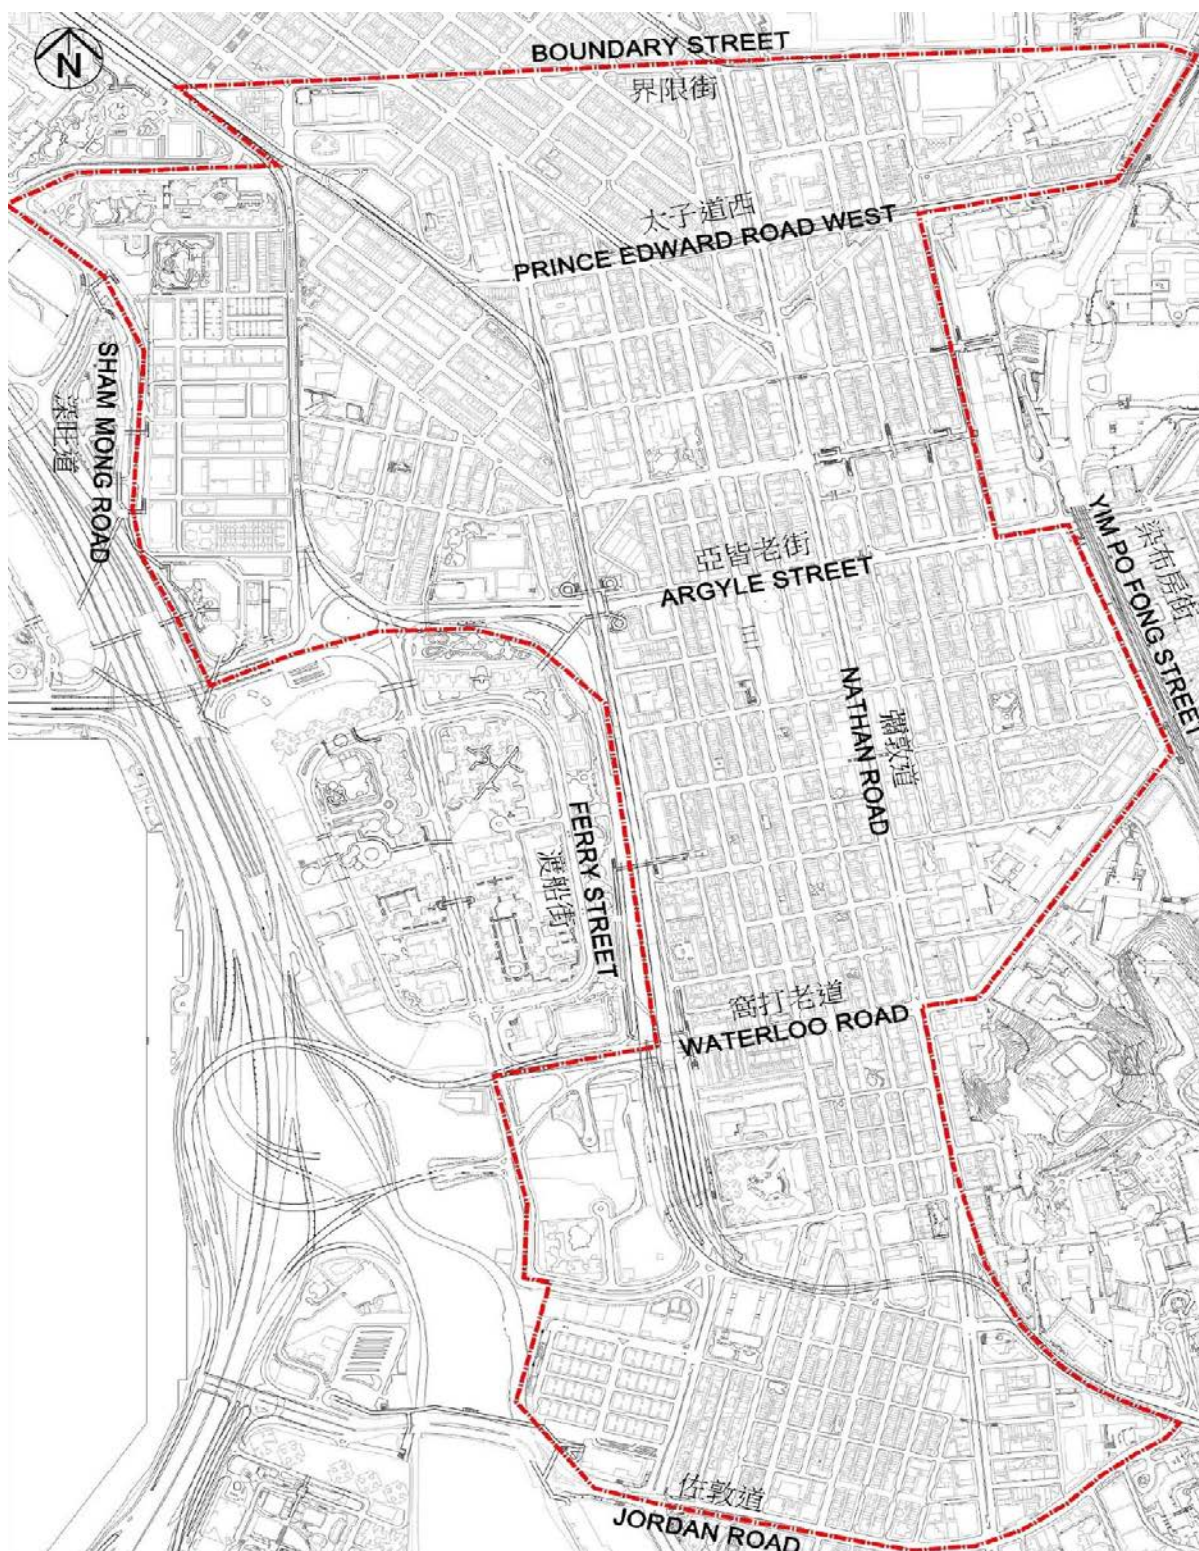 N
BOUNDARY STREET
界限街
太子道西
PRINCE EDWARD ROAD WEST
SHAM MONG ROAD
深旺道
亞皆老街
ARGYLE STREET
YIM PO FONG STREET
染布房街
NATHAN ROAD
彌敦道
FERRY STREET
渡船街
窩打老道
WATERLOO ROAD
佐敦道
JORDAN ROAD